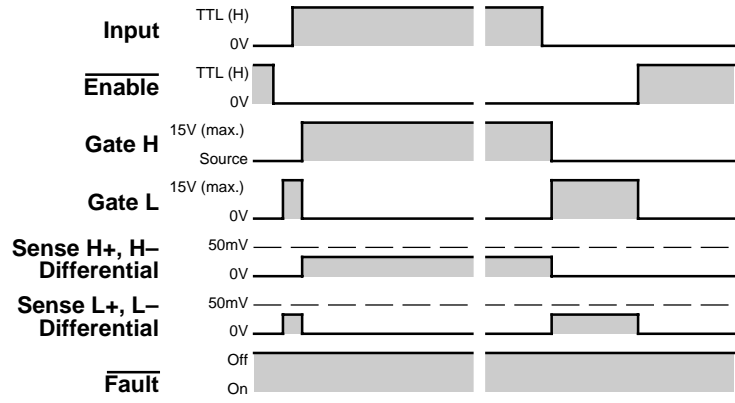 Input
TTL (H)
0V
Enable
TTL (H)
0V
Gate H
15V (max.)
Source
Gate L
15V (max.)
0V
Sense H+, H–
Differential
50mV
0V
Sense L+, L–
Differential
50mV
0V
Fault
Off
On